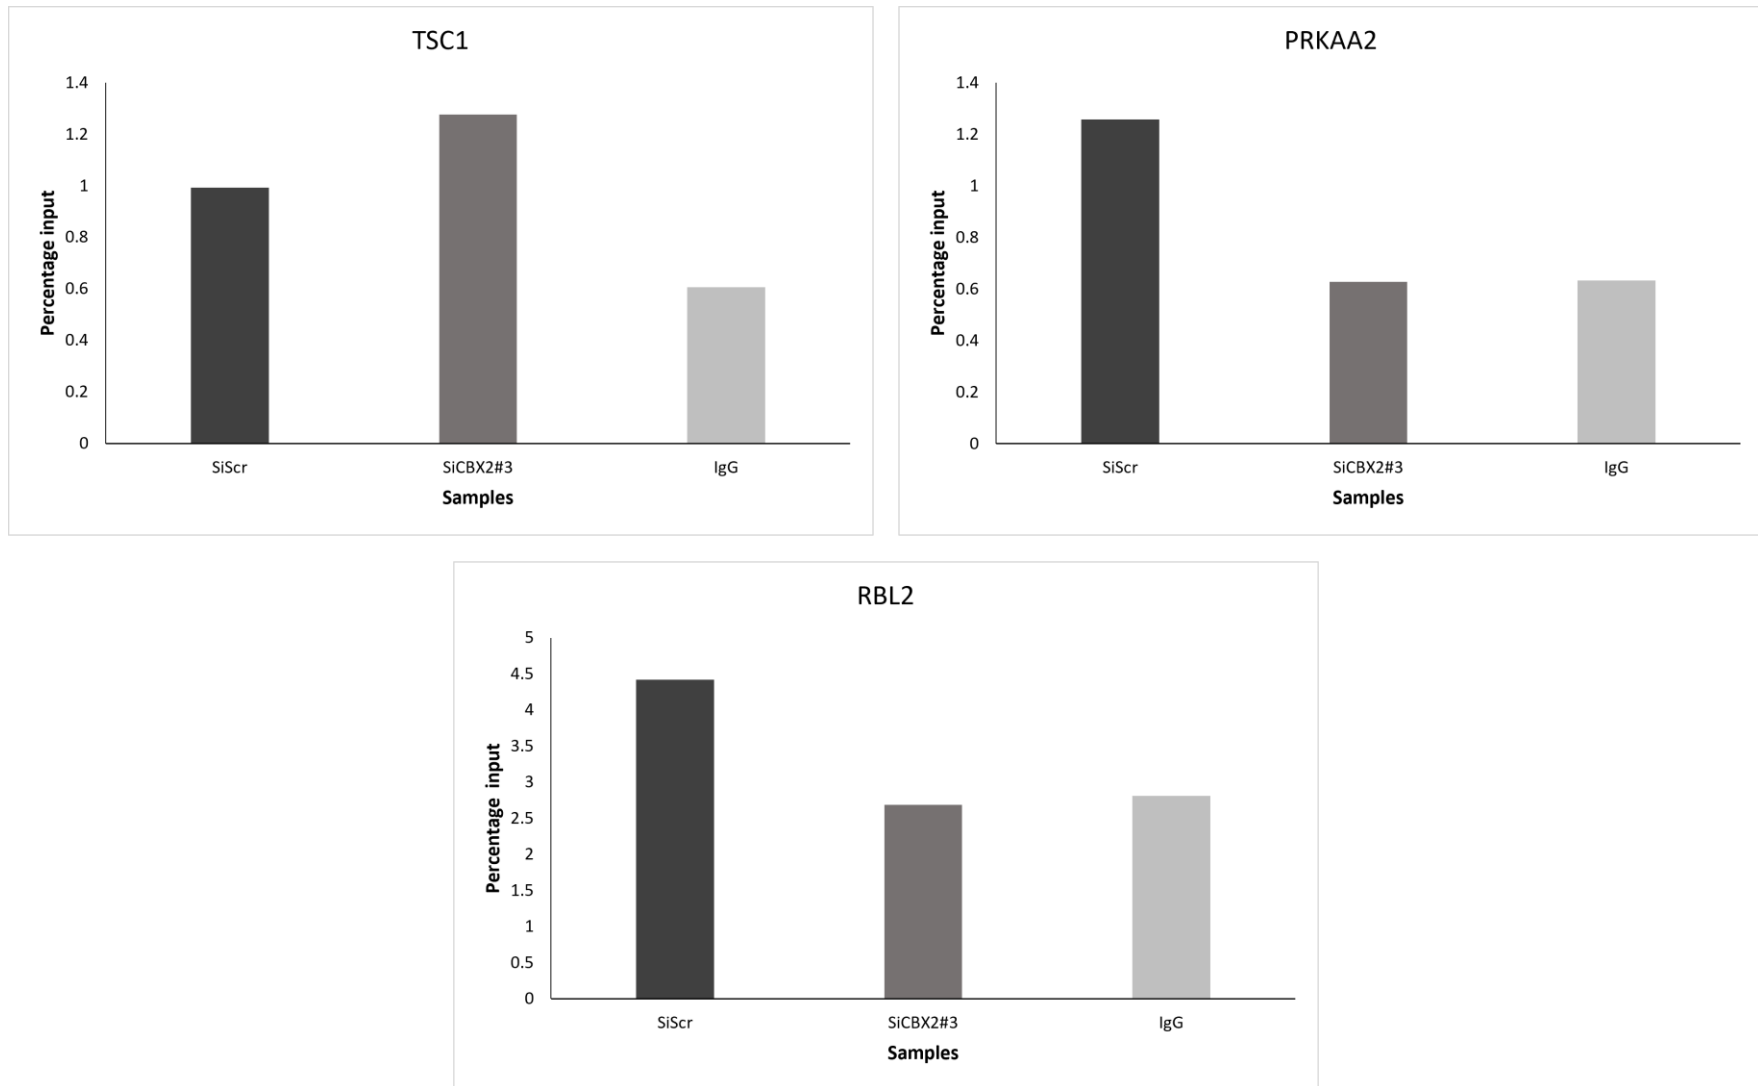 TSC1
1.4
1.2
1
0.8
0.6
0.4
0.2
0
Percentage input
SiScr SiCBX2#3 IgG
Samples
PRKAA2
1.4
1.2
1
0.8
0.6
0.4
0.2
0
Percentage input
SiScr SiCBX2#3 IgG
Samples
RBL2
5
4.5
4
3.5
3
2.5
2
1.5
1
0.5
0
Percentage input
SiScr SiCBX2#3 IgG
Samples